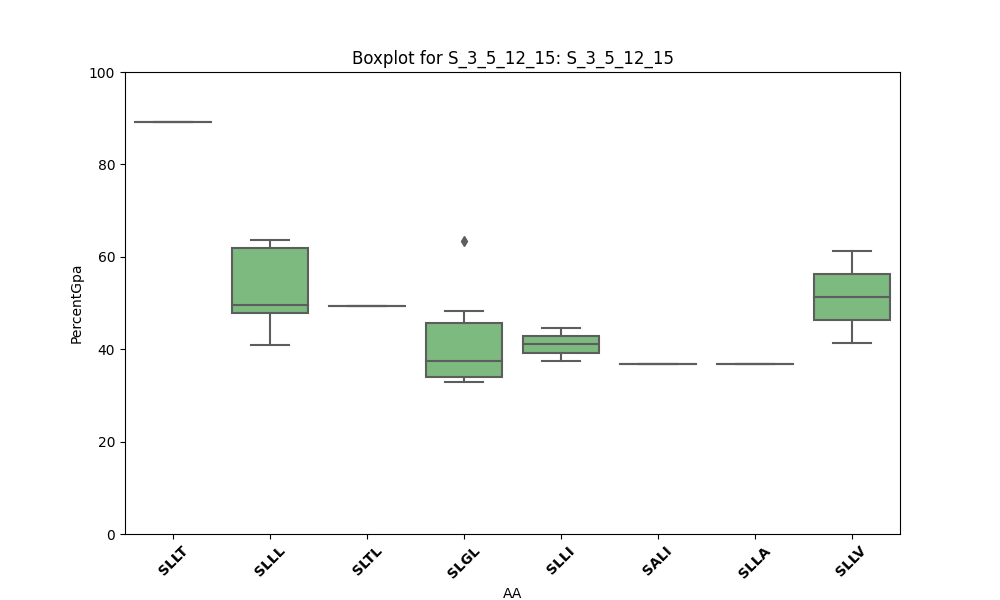 Boxplot for S_3_5_12_15: S_3_5_12_15
100
80
60
40
20
0
PercentGpa
SLLT
SLLL
SLTL
SLGL
SLLI
SALI
SLLA
SLLV
AA